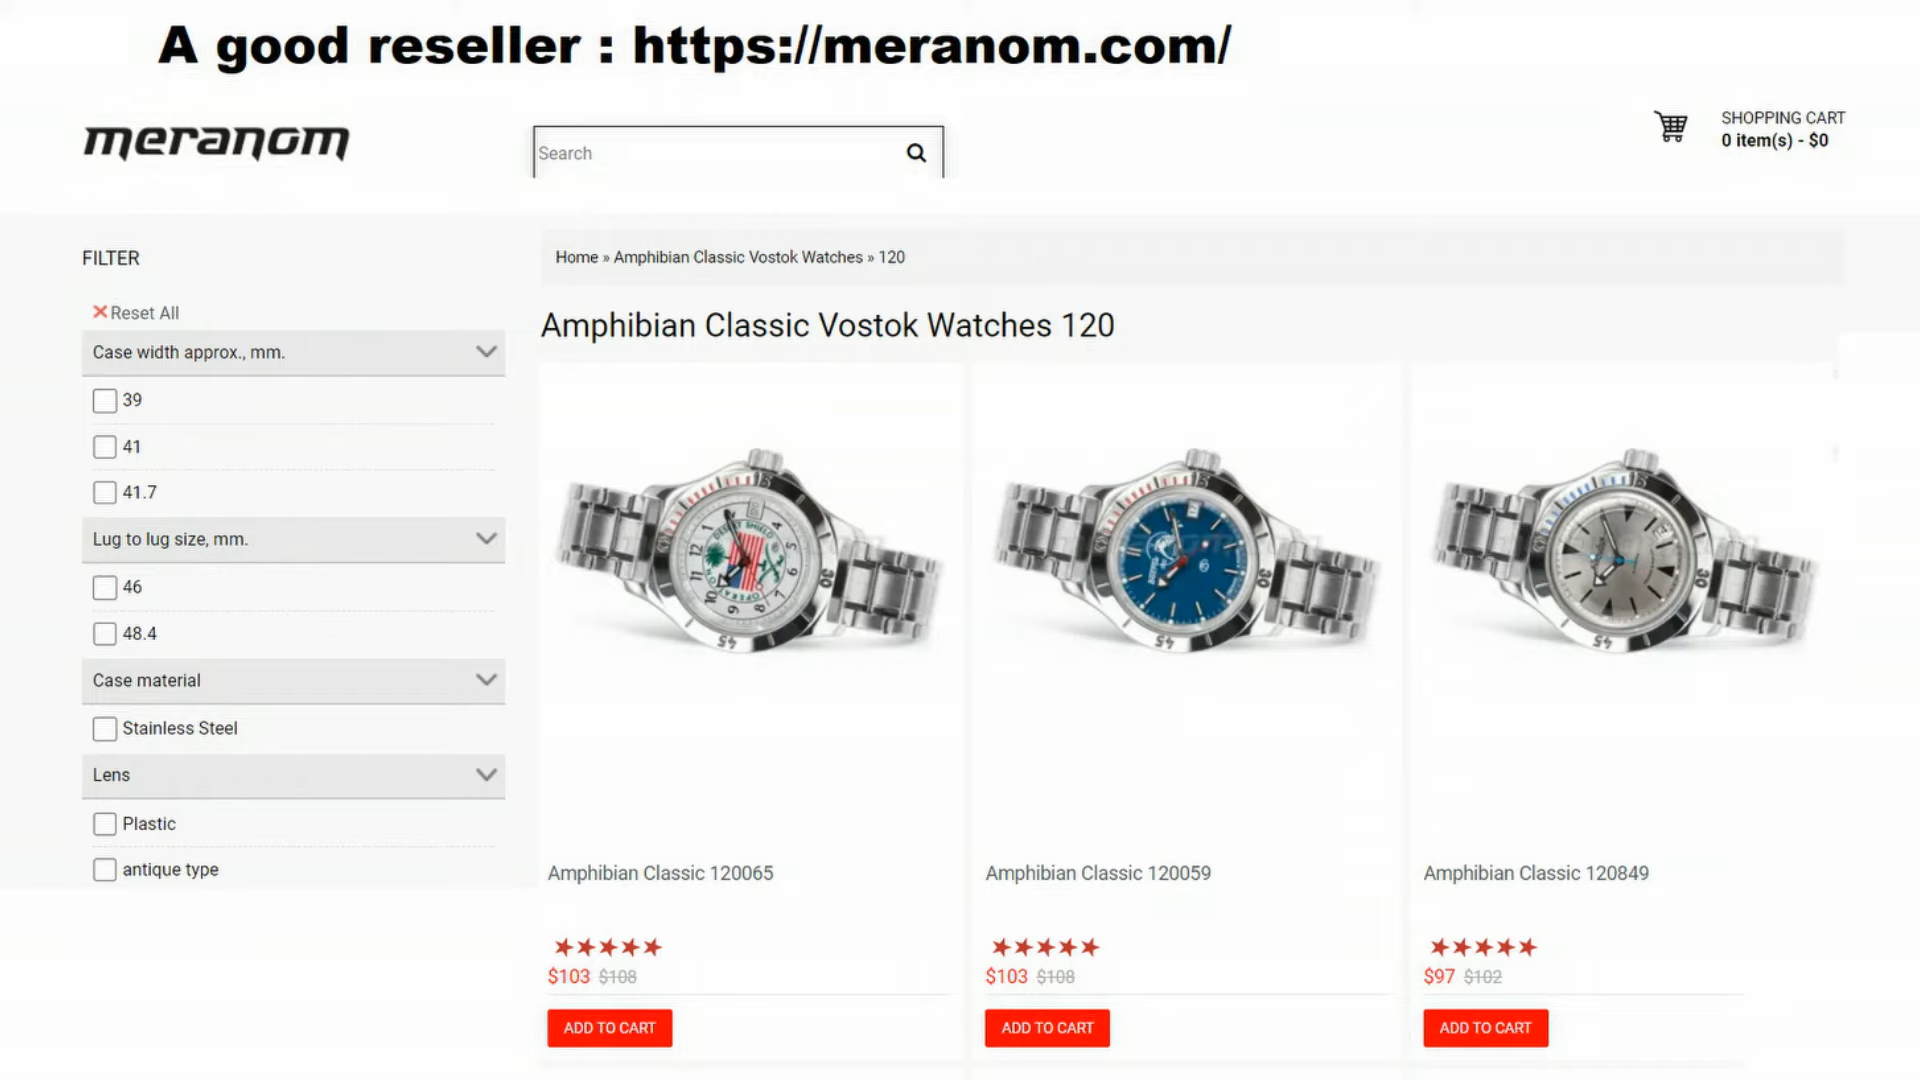 A good reseller : https://meranom.com/
meranom
Search
SHOPPING CART
0 item(s) - $0
FILTER
Reset All
Case width approx., mm.
39
41
41.7
Lug to lug size, mm.
46
48.4
Case material
Stainless Steel
Lens
Plastic
antique type
Home » Amphibian Classic Vostok Watches » 120
Amphibian Classic Vostok Watches 120
Amphibian Classic 120065
$103 $108
ADD TO CART
Amphibian Classic 120059
$103 $108
ADD TO CART
Amphibian Classic 120849
$97 $102
ADD TO CART